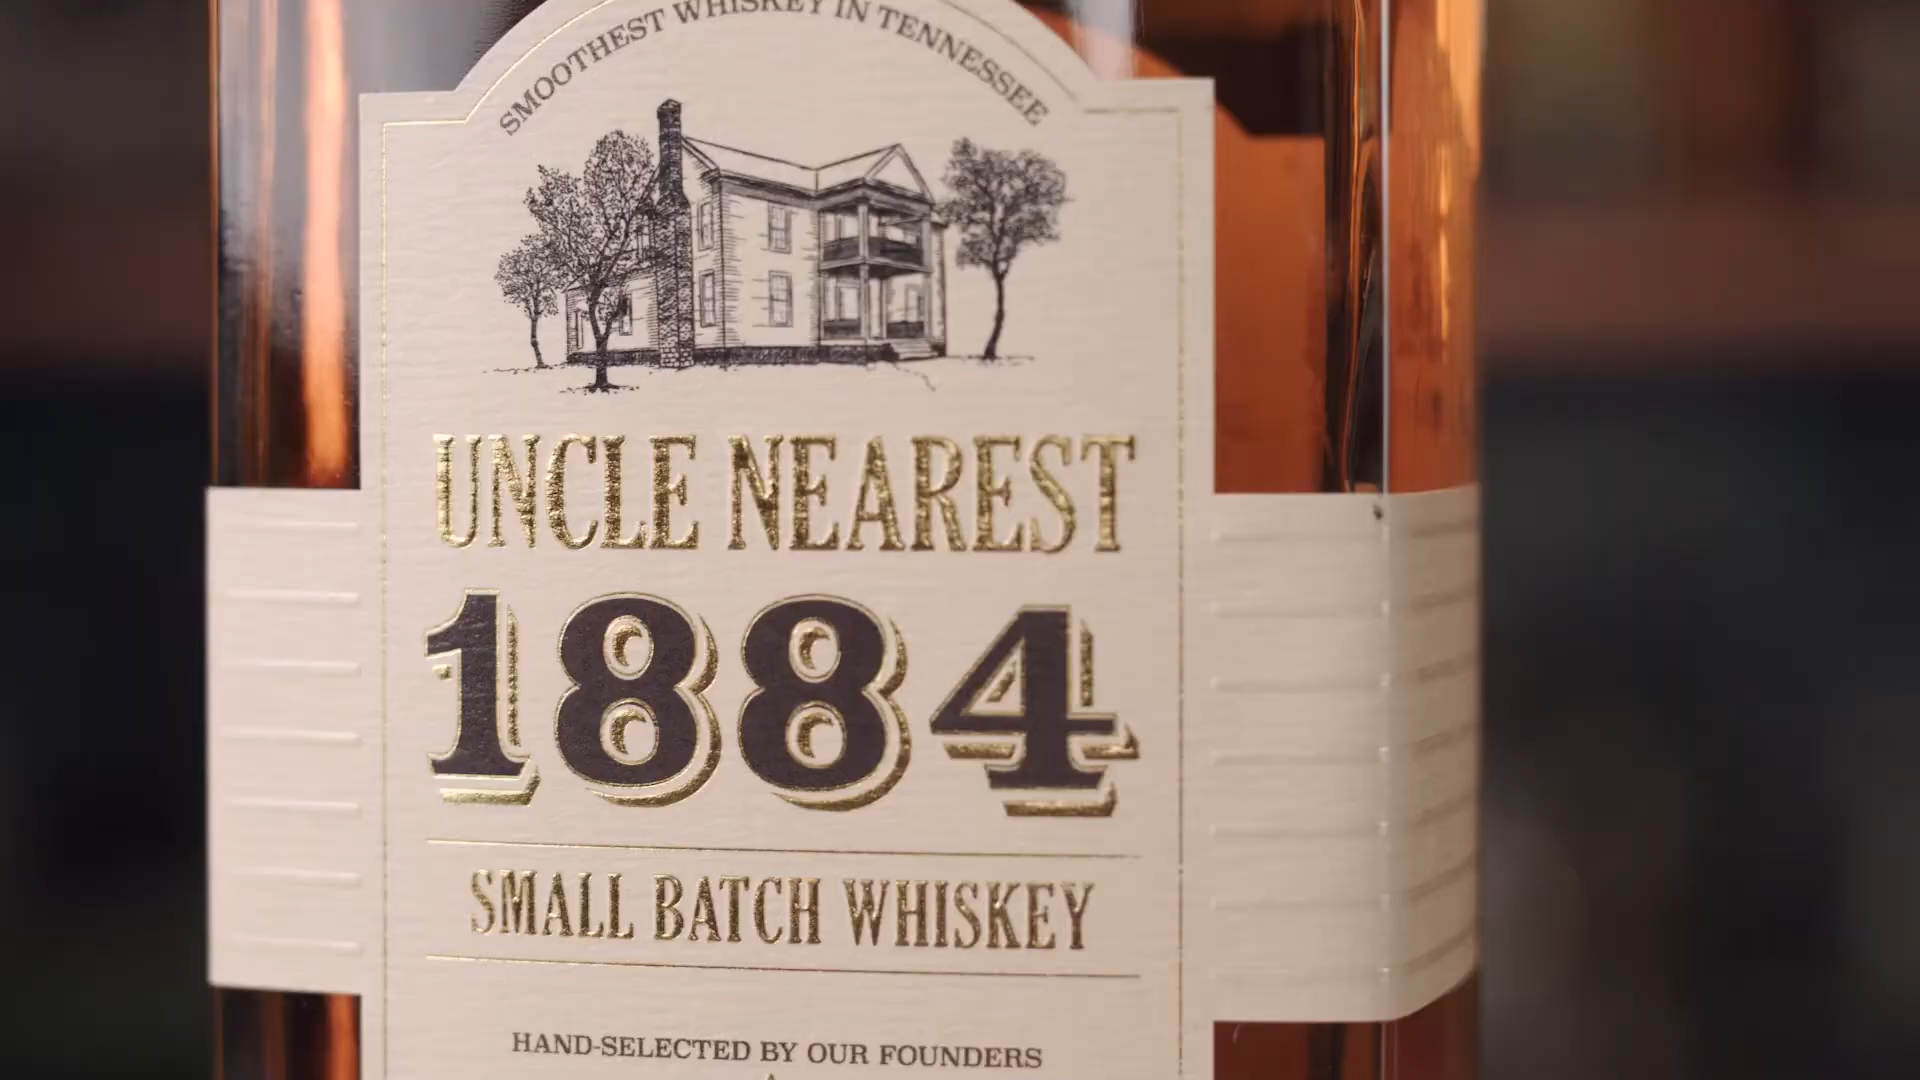 SMOOTHEST WHISKEY IN TENNESSEE
UNCLE NEAREST
1884
SMALL BATCH WHISKEY
HAND-SELECTED BY OUR FOUNDERS